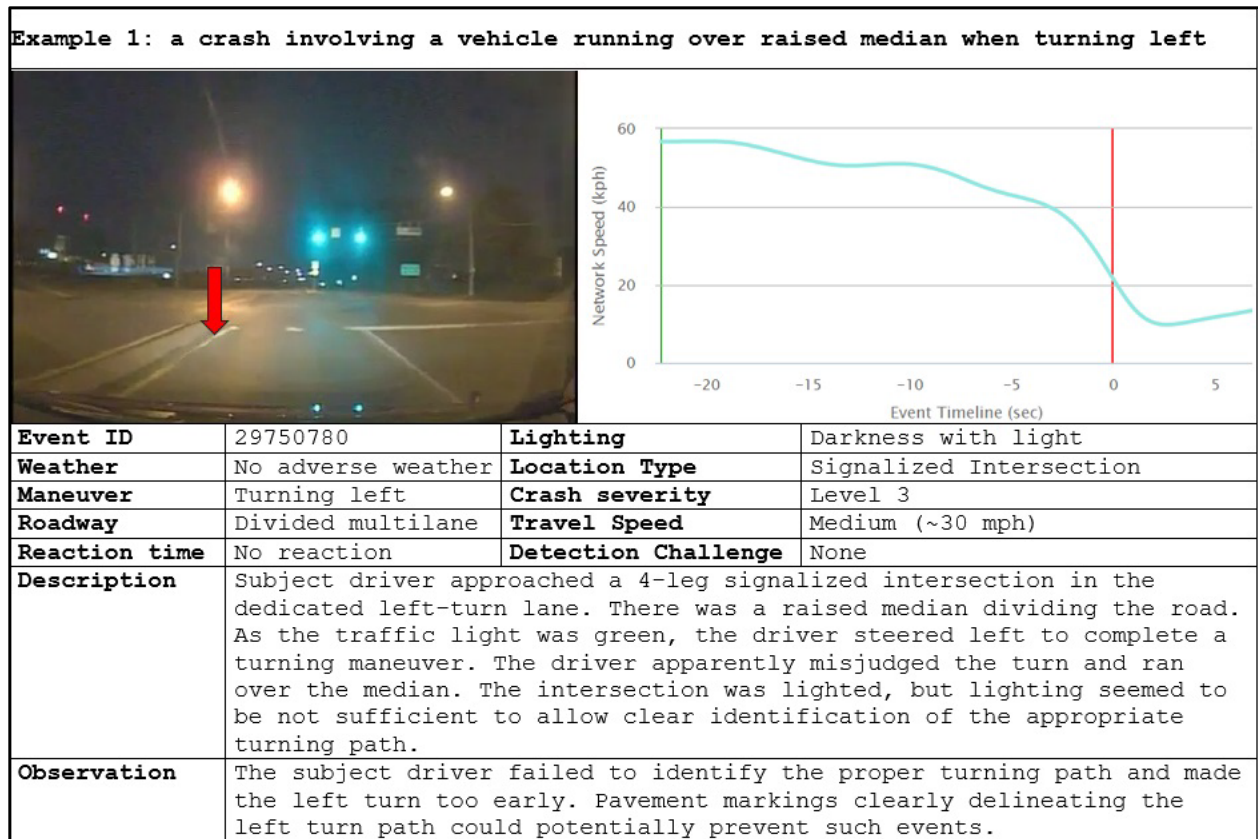 Example 1: a crash involving a vehicle running over raised median when turning left
60
40
20
0
Network Speed (kph)
-20 -15 -10 -5 0 5
Event Timeline (sec)
Event ID 29750780 Lighting Darkness with light
Weather No adverse weather Location Type Signalized Intersection
Maneuver Turning left Crash severity Level 3
Roadway Divided multilane Travel Speed Medium (~30 mph)
Reaction time No reaction Detection Challenge None
Description Subject driver approached a 4-leg signalized intersection in the
dedicated left-turn lane. There was a raised median dividing the road.
As the traffic light was green, the driver steered left to complete a
turning maneuver. The driver apparently misjudged the turn and ran
over the median. The intersection was lighted, but lighting seemed to
be not sufficient to allow clear identification of the appropriate
turning path.
Observation The subject driver failed to identify the proper turning path and made
the left turn too early. Pavement markings clearly delineating the
left turn path could potentially prevent such events.